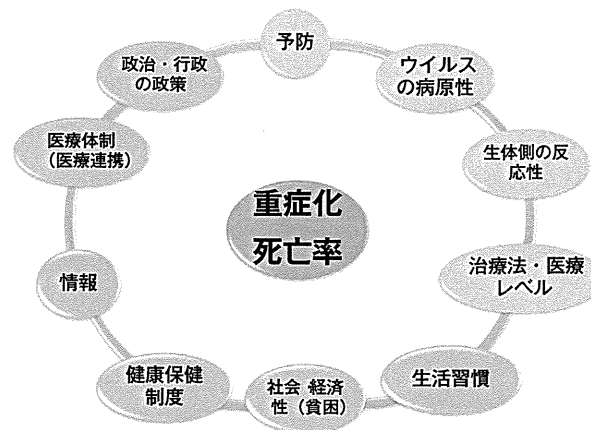 予防
ウイルス
の病原性
生体側の反
応性
治療法・医療
レベル
生活習慣
社会 経済
性（貧困）
健康保健
制度
情報
医療体制
（医療連携）
政治・行政
の政策
重症化
死亡率